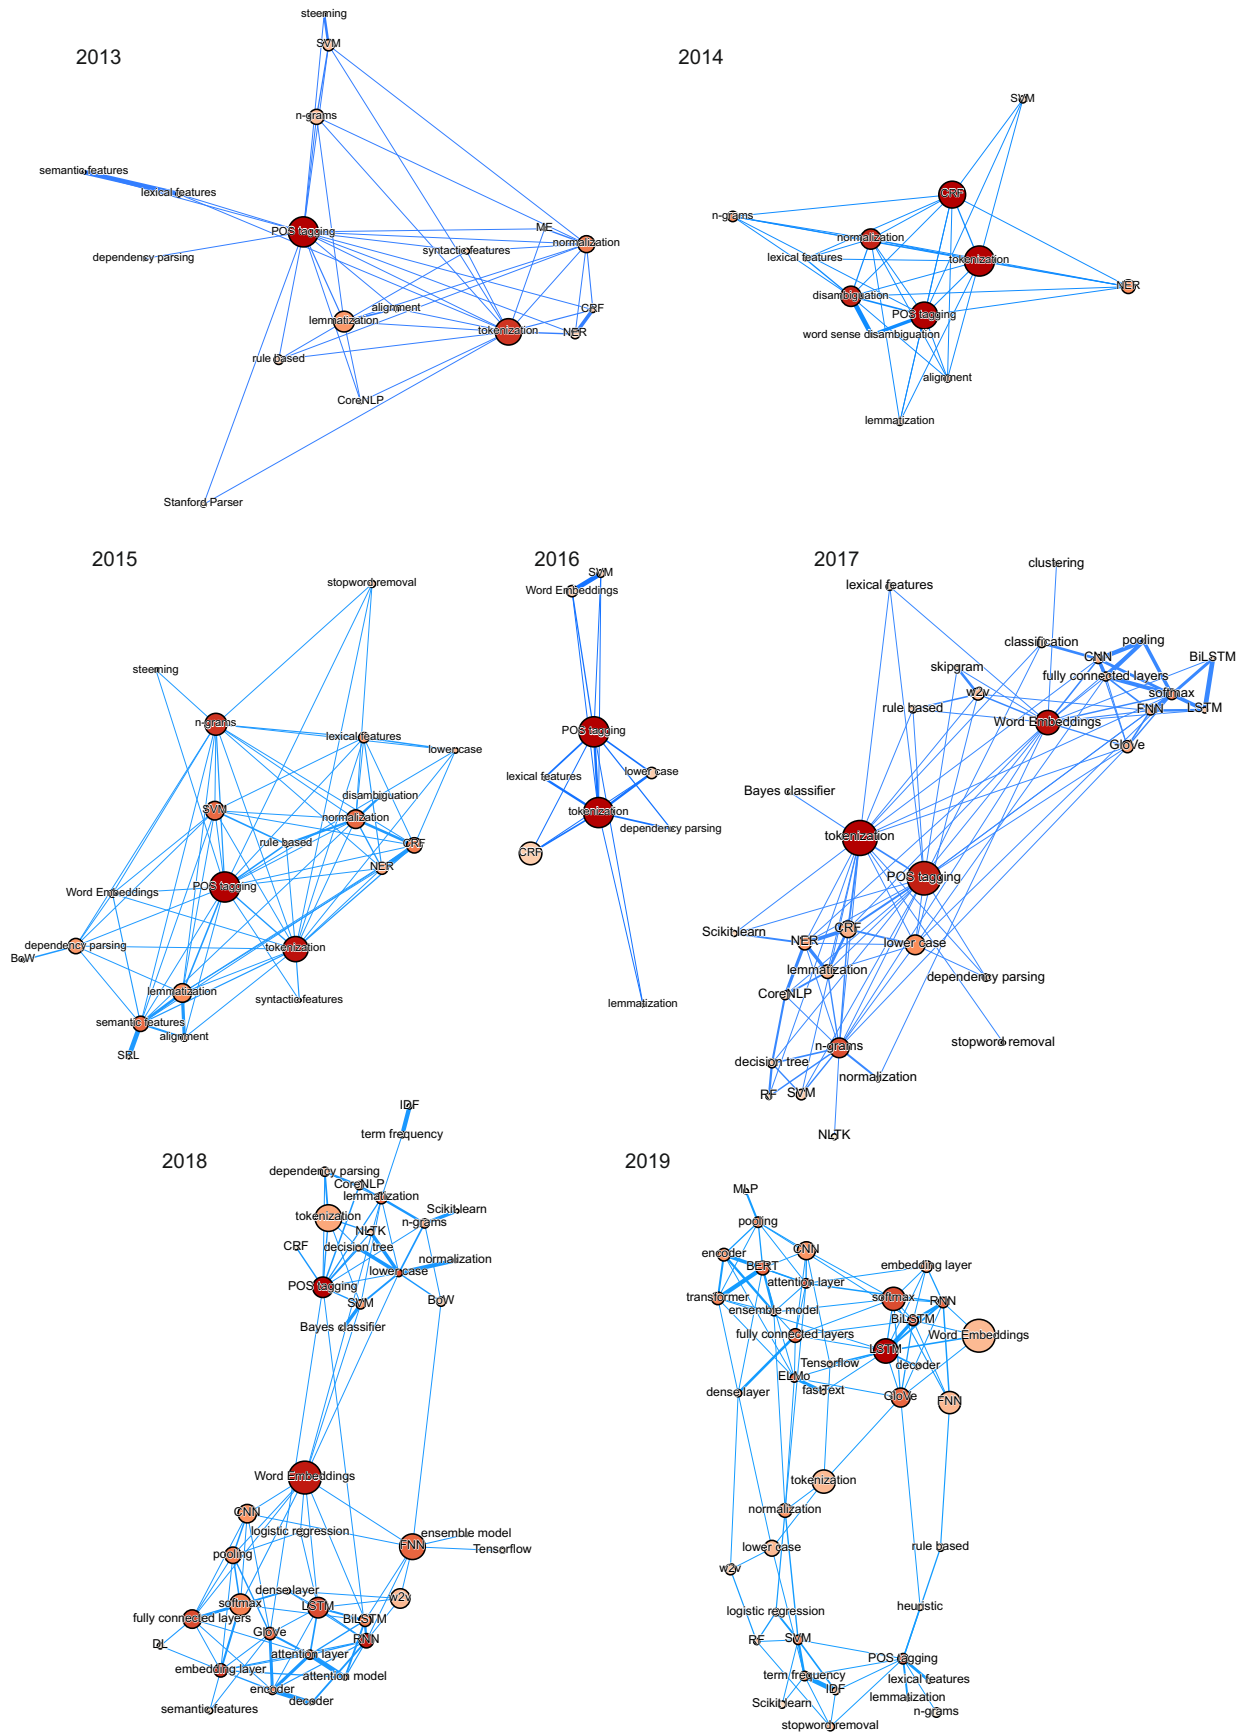 2013
steeming
SVM
n-grams
semantic features
lexical features
POS tagging
ME
normalization
syntactic features
dependency parsing
alignment
CRF
lemmatization
tokenization
NER
rule based
CoreNLP
Stanford Parser
2014
SVM
CRF
n-grams
normalization
lexical features
tokenization
NER
disambiguation
POS tagging
word sense disambiguation
alignment
lemmatization
2015
stopword removal
steeming
n-grams
lexical features
lower case
disambiguation
SVM
normalization
rule based
CRF
NER
Word Embeddings
POS tagging
dependency parsing
tokenization
BoW
lemmatization
syntactic features
semantic features
alignment
SRL
2016
SVM
Word Embeddings
POS tagging
lexical features
lower case
tokenization
dependency parsing
CRF
lemmatization
2017
clustering
lexical features
classification
pooling
CNN
BiLSTM
skipgram
fully connected layers
w2v
softmax
rule based
FNN
LSTM
Word Embeddings
GloVe
Bayes classifier
tokenization
POS tagging
Scikit-learn
NER
CRF
lower case
lemmatization
dependency parsing
CoreNLP
n-grams
stopword removal
decision tree
normalization
RF
SVM
NLTK
2018
IDF
term frequency
dependency parsing
CoreNLP
lemmatization
tokenization
Scikit-learn
n-grams
NLTK
CRF
decision tree
normalization
lower case
POS tagging
SVM
BoW
Bayes classifier
Word Embeddings
CNN
logistic regression
ensemble model
FNN
Tensorflow
pooling
dense layer
softmax
w2v
LSTM
fully connected layers
BiLSTM
GloVe
RNN
DL
attention layer
embedding layer
attention model
encoder
decoder
semantic features
2019
MLP
pooling
encoder
CNN
BERT
embedding layer
attention layer
transformer
softmax
RNN
ensemble model
BiLSTM
fully connected layers
Word Embeddings
LSTM
Tensorflow
decoder
ELMo
dense layer
fastText
GloVe
FNN
tokenization
normalization
lower case
rule based
w2v
logistic regression
heuristic
RF
SVM
POS tagging
term frequency
lexical features
IDF
Scikit-learn
lemmalization
n-grams
stopword removal